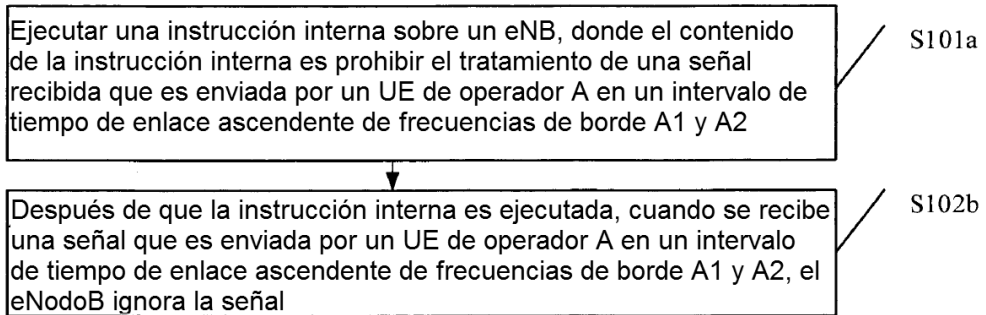 Ejecutar una instrucción interna sobre un eNB, donde el contenido
de la instrucción interna es prohibir el tratamiento de una señal
recibida que es enviada por un UE de operador A en un intervalo de
tiempo de enlace ascendente de frecuencias de borde A1 y A2
S101a
Después de que la instrucción interna es ejecutada, cuando se recibe
una señal que es enviada por un UE de operador A en un intervalo
de tiempo de enlace ascendente de frecuencias de borde A1 y A2, el
eNodoB ignora la señal
S102b